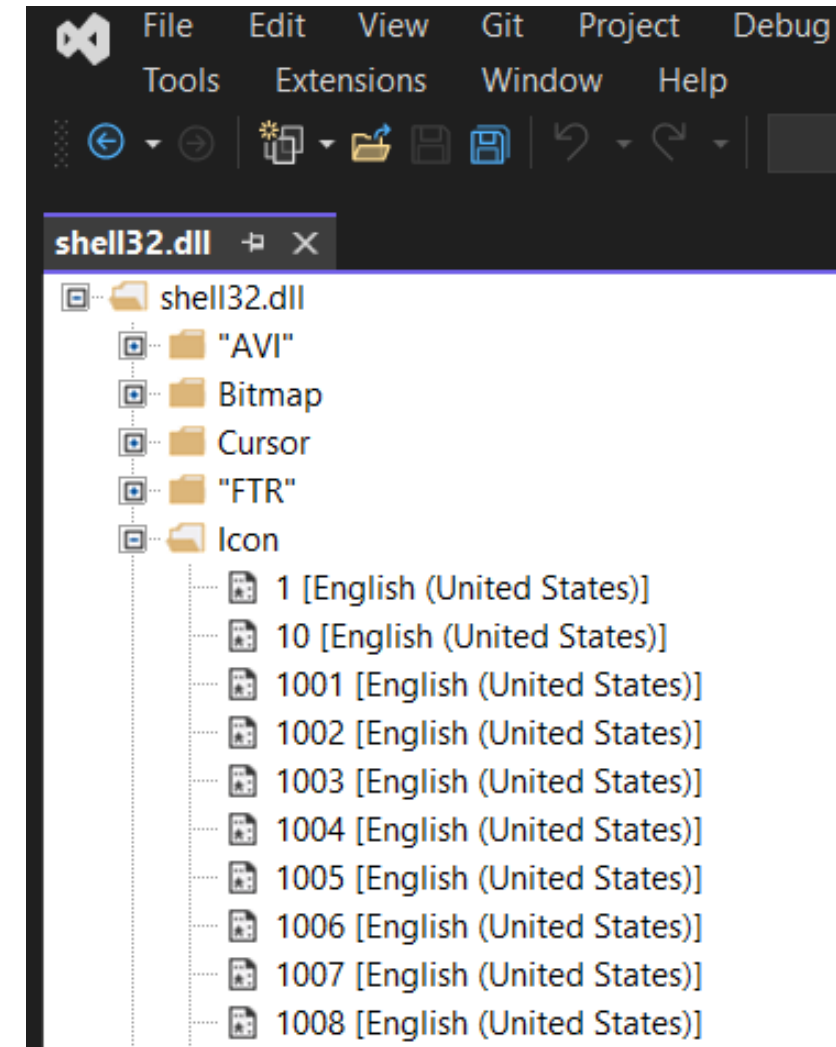 File Edit View Git Project Debug
Tools Extensions Window Help
shell32.dll
shell32.dll
"AVI"
Bitmap
Cursor
"FTR"
Icon
1 [English (United States)]
10 [English (United States)]
1001 [English (United States)]
1002 [English (United States)]
1003 [English (United States)]
1004 [English (United States)]
1005 [English (United States)]
1006 [English (United States)]
1007 [English (United States)]
1008 [English (United States)]